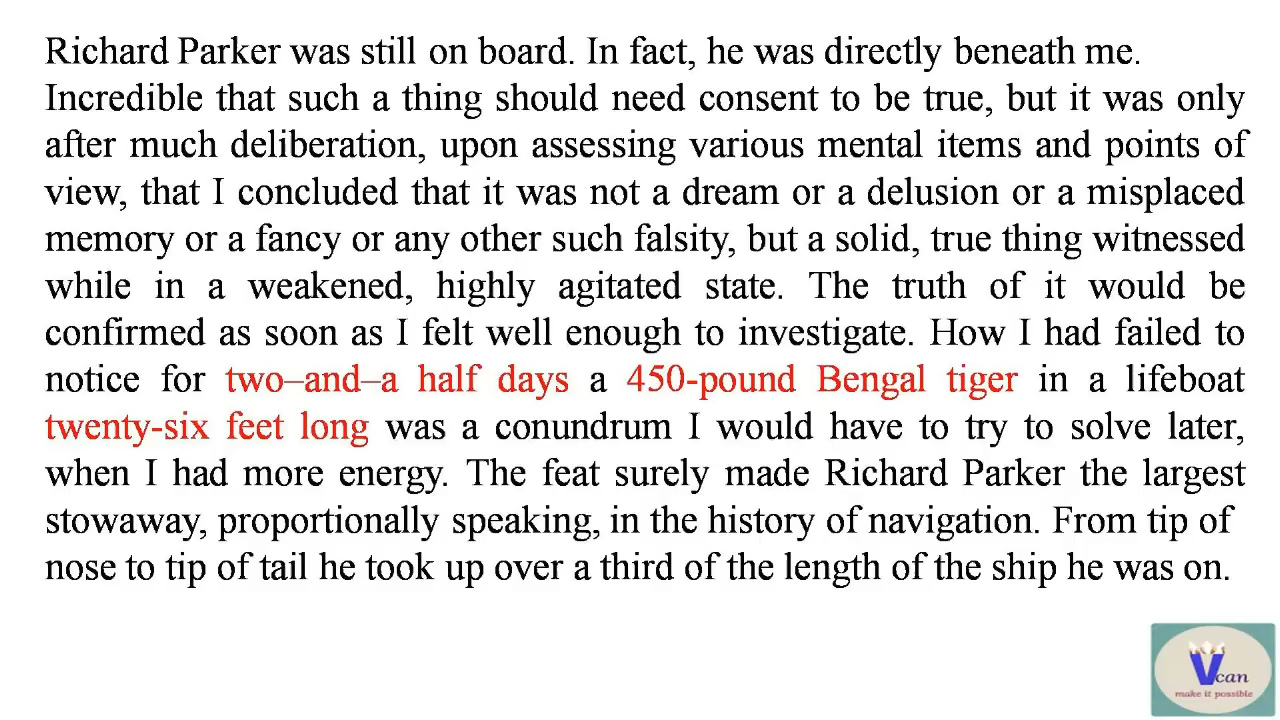 Richard Parker was still on board. In fact, he was directly beneath me.
Incredible that such a thing should need consent to be true, but it was only
after much deliberation, upon assessing various mental items and points of
view, that I concluded that it was not a dream or a delusion or a misplaced
memory or a fancy or any other such falsity, but a solid, true thing witnessed
while in a weakened, highly agitated state. The truth of it would be
confirmed as soon as I felt well enough to investigate. How I had failed to
notice for two–and–a half days a 450-pound Bengal tiger in a lifeboat
twenty-six feet long was a conundrum I would have to try to solve later,
when I had more energy. The feat surely made Richard Parker the largest
stowaway, proportionally speaking, in the history of navigation. From tip of
nose to tip of tail he took up over a third of the length of the ship he was on.
Vcan
make it possible